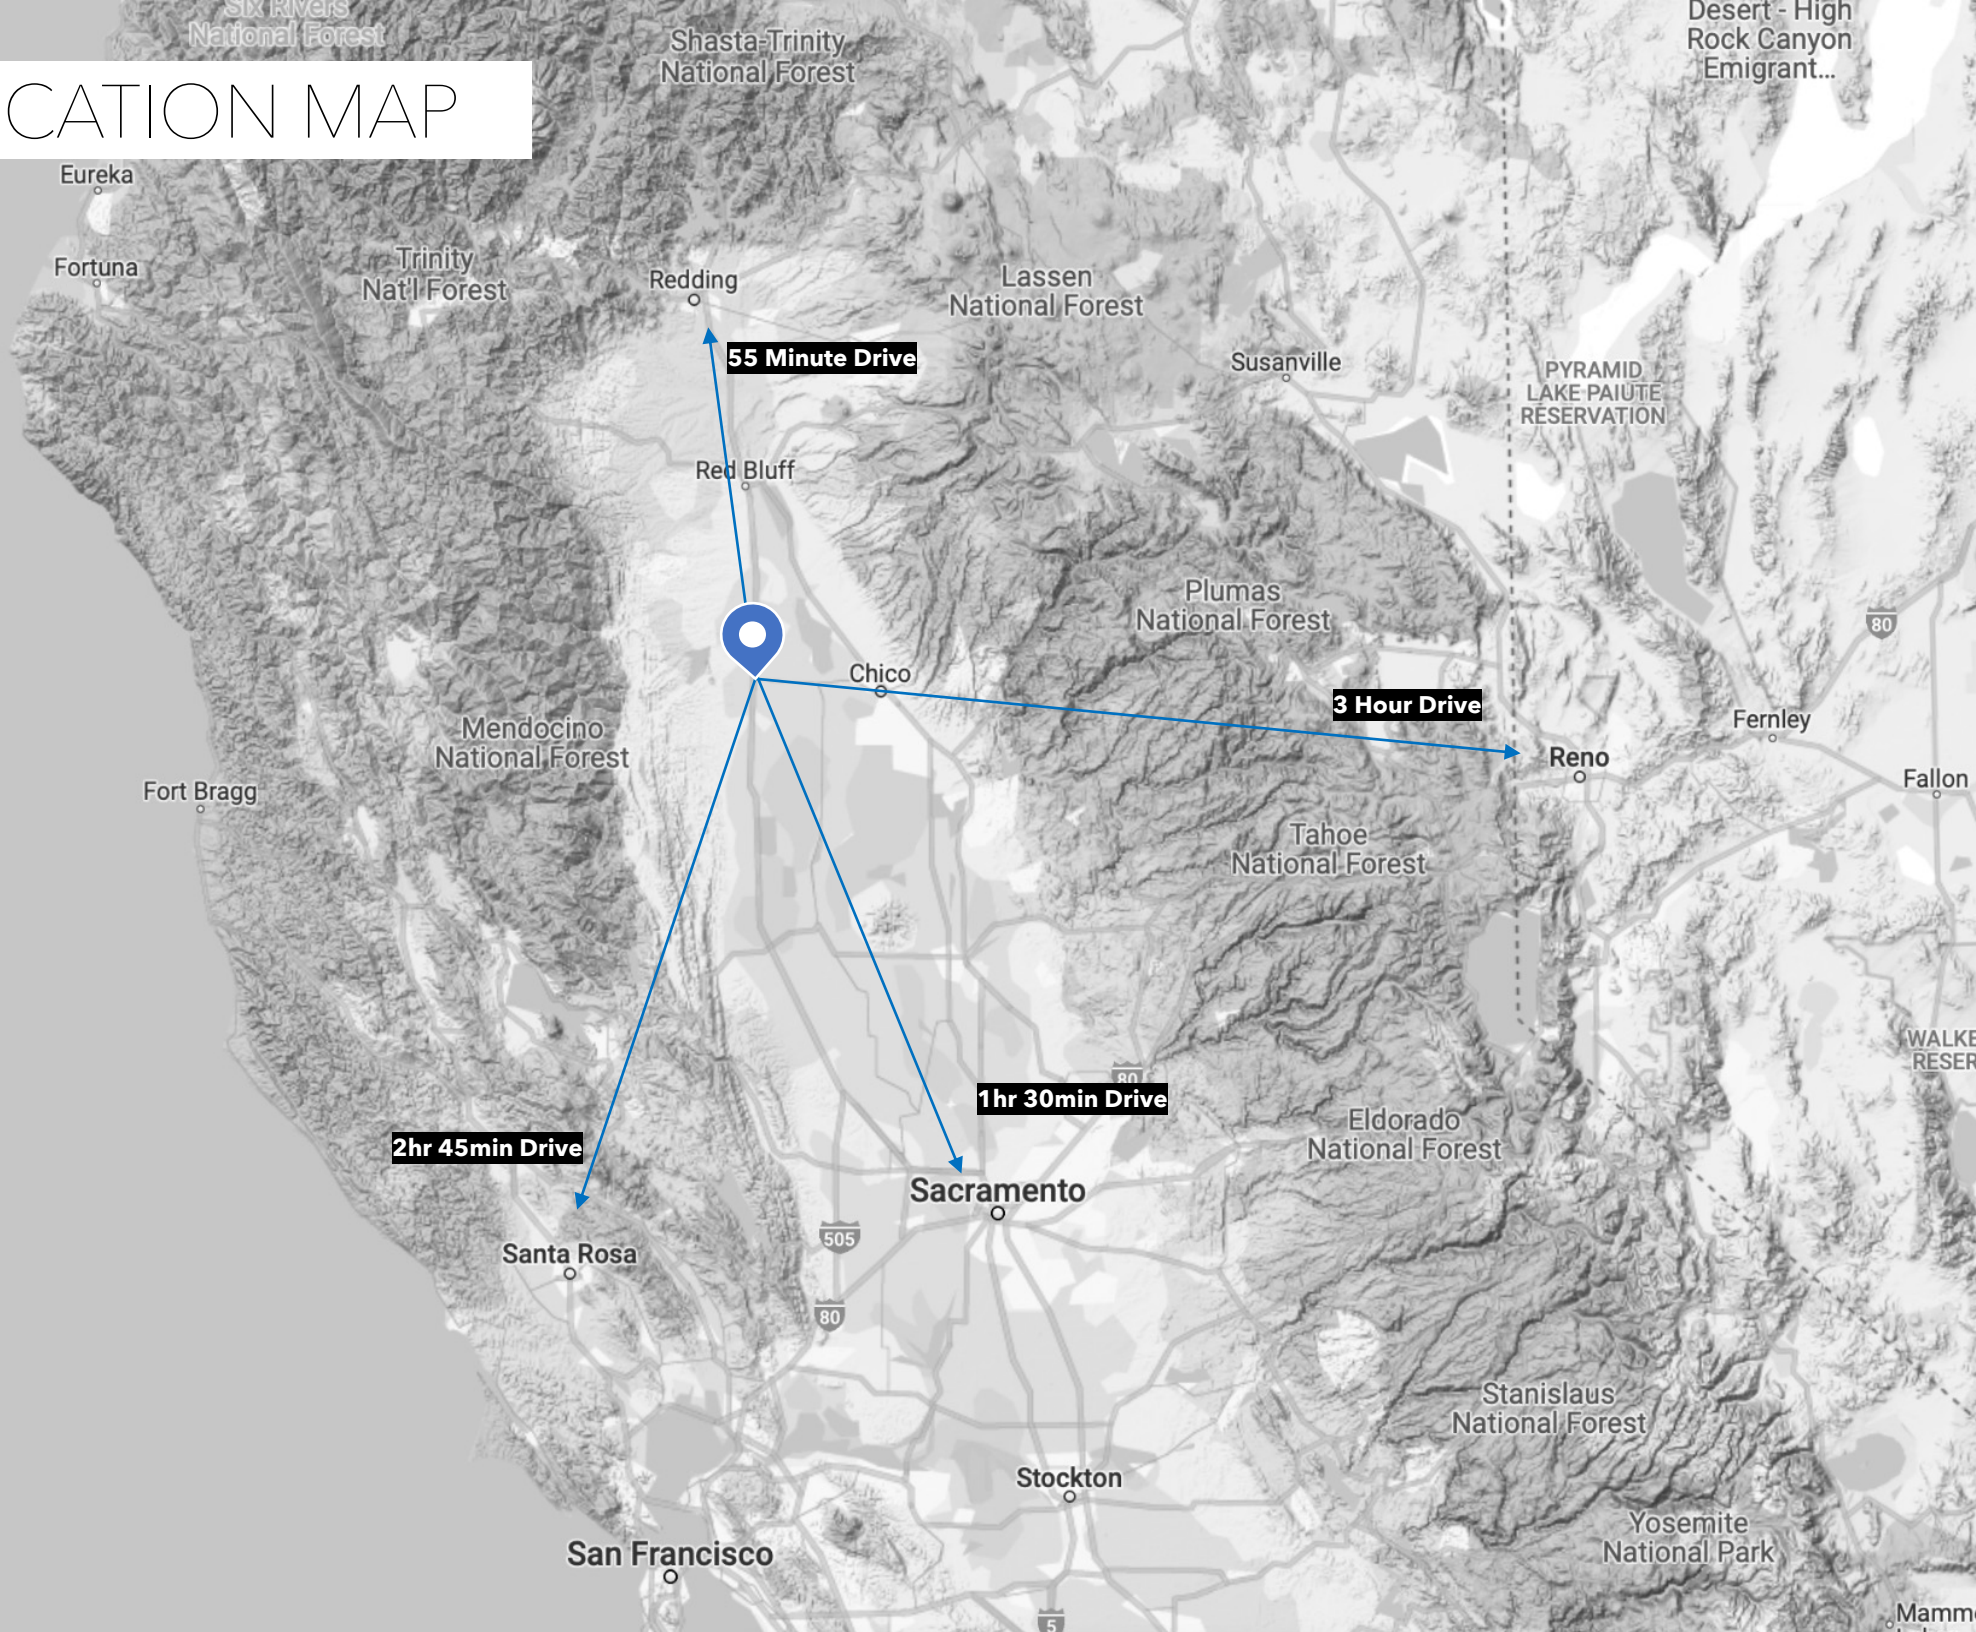 Six Rivers
National Forest
Shasta-Trinity
National Forest
Desert - High
Rock Canyon
Emigrant...
CATION MAP
Eureka
Fortuna
Trinity
Nat'l Forest
Redding
Lassen
National Forest
55 Minute Drive
Susanville
PYRAMID
LAKE PAIUTE
RESERVATION
Red Bluff
Plumas
National Forest
80
Chico
3 Hour Drive
Fernley
Mendocino
National Forest
Reno
Fallon
Fort Bragg
Tahoe
National Forest
WALKE
RESER
80
1hr 30min Drive
Eldorado
National Forest
2hr 45min Drive
Sacramento
505
Santa Rosa
80
Stanislaus
National Forest
Stockton
Yosemite
National Park
San Francisco
5
Mamm